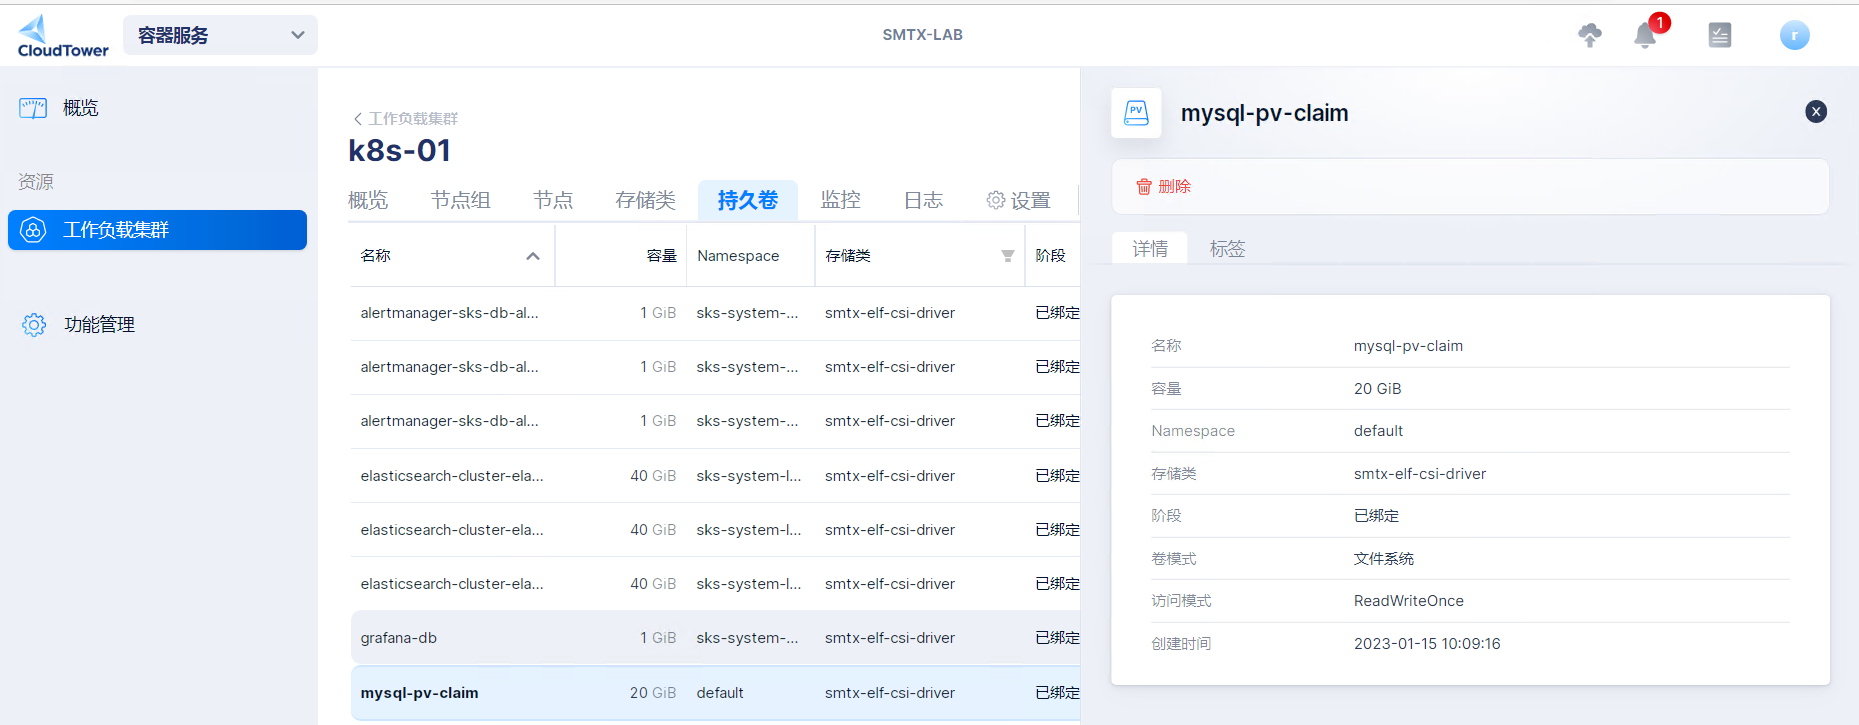 CloudTower
容器服务
SMTX-LAB
1
r
概览
资源
工作负载集群
功能管理
工作负载集群
k8s-01
概览 节点组 节点 存储类 持久卷 监控 日志 设置
名称 容量 Namespace 存储类 阶段
alertmanager-sks-db-al... 1 GiB sks-system-... smtx-elf-csi-driver 已绑定
alertmanager-sks-db-al... 1 GiB sks-system-... smtx-elf-csi-driver 已绑定
alertmanager-sks-db-al... 1 GiB sks-system-... smtx-elf-csi-driver 已绑定
elasticsearch-cluster-ela... 40 GiB sks-system-l... smtx-elf-csi-driver 已绑定
elasticsearch-cluster-ela... 40 GiB sks-system-l... smtx-elf-csi-driver 已绑定
elasticsearch-cluster-ela... 40 GiB sks-system-l... smtx-elf-csi-driver 已绑定
grafana-db 1 GiB sks-system-... smtx-elf-csi-driver 已绑定
mysql-pv-claim 20 GiB default smtx-elf-csi-driver 已绑定
PV
mysql-pv-claim
删除
详情 标签
名称 mysql-pv-claim
容量 20 GiB
Namespace default
存储类 smtx-elf-csi-driver
阶段 已绑定
卷模式 文件系统
访问模式 ReadWriteOnce
创建时间 2023-01-15 10:09:16